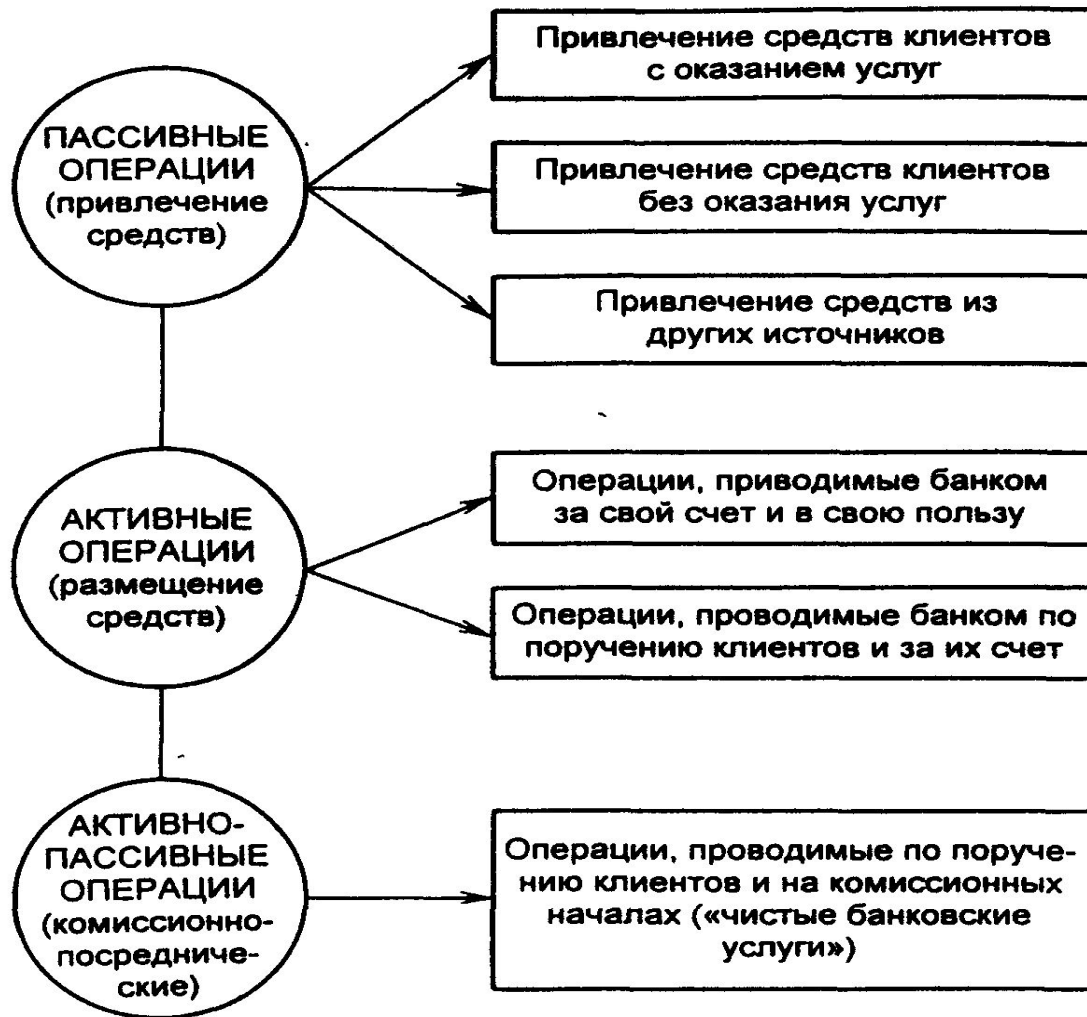 ПАССИВНЫЕ
ОПЕРАЦИИ
(привлечение
средств)
Привлечение средств клиентов
с оказанием услуг
Привлечение средств клиентов
без оказания услуг
Привлечение средств из
других источников
АКТИВНЫЕ
ОПЕРАЦИИ
(размещение
средств)
Операции, приводимые банком
за свой счет и в свою пользу
Операции, проводимые банком по
поручению клиентов и за их счет
АКТИВНО-
ПАССИВНЫЕ
ОПЕРАЦИИ
(комиссионно-
посредниче-
ские)
Операции, проводимые по поруче-
нию клиентов и на комиссионных
началах («чистые банковские
услуги»)